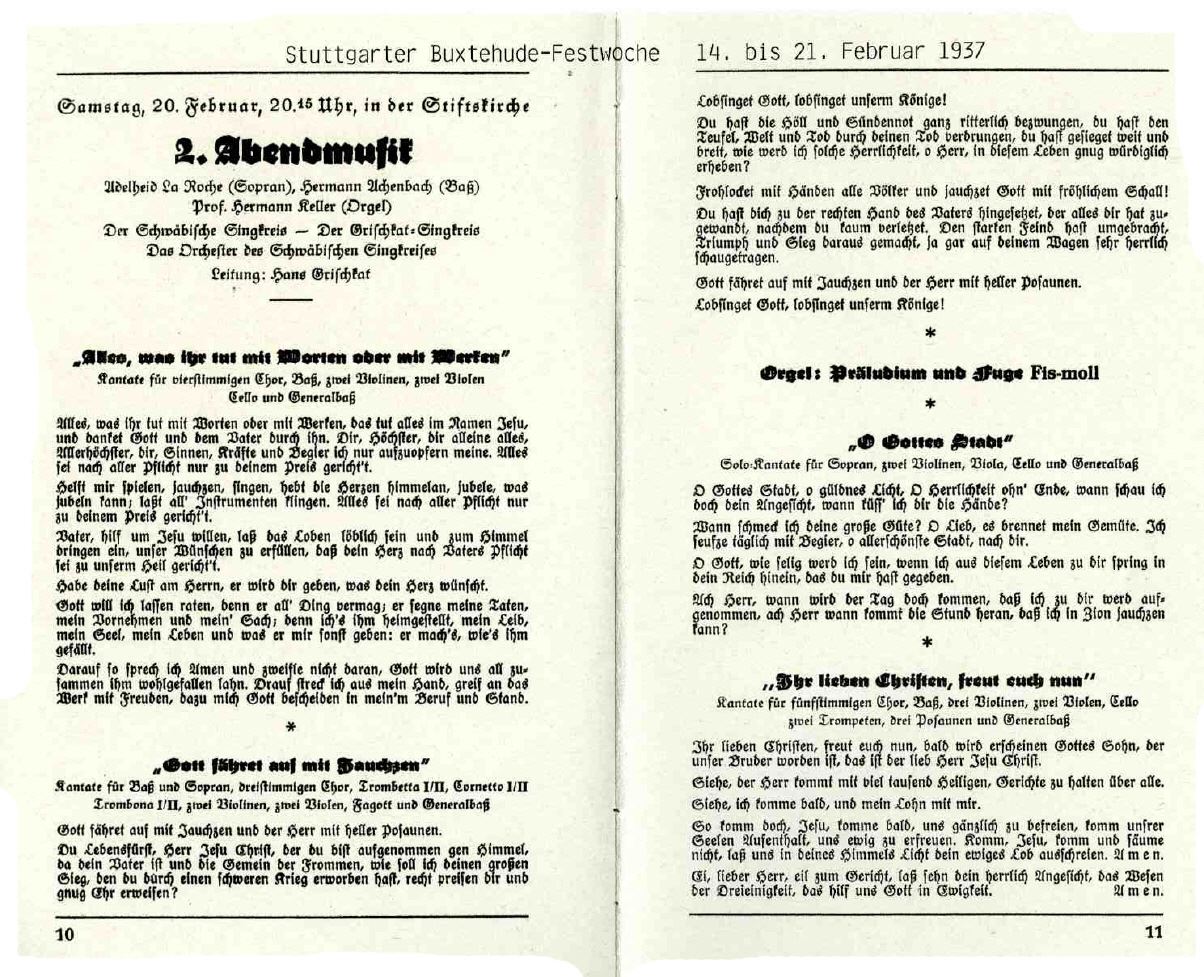 Stuttgarter Buxtehude-Festwoche 14. bis 21. Februar 1937
Samstag, 20. Februar, 20.15 Uhr, in der Stiftskirche
2. Abendmusik
Adelheid La Roche (Sopran), Hermann Achenbach (Baß)
Prof. Hermann Keller (Orgel)
Der Schwäbische Singkreis — Der Grischkat-Singkreis
Das Orchester des Schwäbischen Singkreises
Leitung: Hans Grischkat
„Alles, was ihr tut mit Worten oder mit Werken"
Kantate für vierstimmigen Chor, Baß, zwei Violinen, zwei Violen
Cello und Generalbaß
Alles, was ihr tut mit Worten oder mit Werken, das tut alles im Namen Jesu,
und danket Gott und dem Vater durch ihn. Dir, Höchster, dir alleine alles,
Allerhöchster, dir, Sinnen, Kräfte und Begier ich nur aufzuopfern meine. Alles
sei nach aller Pflicht nur zu deinem Preis gericht't.
Helft mir spielen, jauchzen, singen, hebt die Herzen himmelan, jubele, was
jubeln kann; laßt all' Instrumenten klingen. Alles sei nach aller Pflicht nur
zu deinem Preis gericht't.
Vater, hilf um Jesu willen, laß das Loben löblich sein und zum Himmel
dringen ein, unser Wünschen zu erfüllen, daß dein Herz nach Vaters Pflicht
sei zu unserm Heil gericht't.
Habe deine Lust am Herrn, er wird dir geben, was dein Herz wünscht.
Gott will ich lassen raten, denn er all' Ding vermag; er segne meine Taten,
mein Vornehmen und mein' Sach; denn ich's ihm heimgestellt, mein Leib,
mein Seel, mein Leben und was er mir sonst geben: er mach's, wie's ihm
gefällt.
Darauf so sprech ich Amen und zweifle nicht daran, Gott wird uns all zu-
sammen ihm wohlgefallen lahn. Drauf streck ich aus mein Hand, greif an das
Werk mit Freuden, dazu mich Gott bescheiden in mein'm Beruf und Stand.
*
„Gott fähret auf mit Jauchzen"
Kantate für Baß und Sopran, dreistimmigen Chor, Trombetta I/II, Cornetto I/II
Trombona I/II, zwei Violinen, zwei Violen, Fagott und Generalbaß
Gott fähret auf mit Jauchzen und der Herr mit heller Posaunen.
Du Lebensfürst, Herr Jesu Christ, der du bist aufgenommen gen Himmel,
da dein Vater ist und die Gemein der Frommen, wie soll ich deinen großen
Sieg, den du durch einen schweren Krieg erworben hast, recht preisen dir und
gnug Ehr erweisen?
10
Lobsinget Gott, lobsinget unserm Könige!
Du hast die Höll und Sündennot ganz ritterlich bezwungen, du hast den
Teufel, Welt und Tod durch deinen Tod verdrungen, du hast gesieget weit und
breit, wie werd ich solche Herrlichkeit, o Herr, in diesem Leben gnug würdiglich
erheben?
Frohlocket mit Händen alle Völker und jauchzet Gott mit fröhlichem Schall!
Du hast dich zu der rechten Hand des Vaters hingesetzet, der alles dir hat zu-
gewandt, nachdem du kaum verletzet. Den starken Feind hast umgebracht,
Triumph und Sieg daraus gemacht, ja gar auf deinem Wagen sehr herrlich
schaugetragen.
Gott fähret auf mit Jauchzen und der Herr mit heller Posaunen.
Lobsinget Gott, lobsinget unserm Könige!
*
Orgel: Präludium und Fuge Fis-moll
*
„O Gottes Stadt"
Solo-Kantate für Sopran, zwei Violinen, Viola, Cello und Generalbaß
O Gottes Stadt, o güldnes Licht, O Herrlichkeit ohn' Ende, wann schau ich
doch dein Angesicht, wann küss' ich dir die Hände?
Wann schmeck ich deine große Güte? O Lieb, es brennet mein Gemüte. Ich
seufze täglich mit Begier, o allerschönste Stadt, nach dir.
O Gott, wie selig werd ich sein, wenn ich aus diesem Leben zu dir spring in
dein Reich hinein, das du mir hast gegeben.
Ach Herr, wann wird der Tag doch kommen, daß ich zu dir werd auf-
genommen, ach Herr wann kommt die Stund heran, daß ich in Zion jauchzen
kann?
*
„Ihr lieben Christen, freut euch nun"
Kantate für fünfstimmigen Chor, Baß, drei Violinen, zwei Violen, Cello
zwei Trompeten, drei Posaunen und Generalbaß
Ihr lieben Christen, freut euch nun, bald wird erscheinen Gottes Sohn, der
unser Bruder worden ist, das ist der lieb Herr Jesu Christ.
Siehe, der Herr kommt mit viel tausend Heiligen, Gerichte zu halten über alle.
Siehe, ich komme bald, und mein Lohn mit mir.
So komm doch, Jesu, komme bald, uns gänzlich zu befreien, komm unsrer
Seelen Aufenthalt, uns ewig zu erfreuen. Komm, Jesu, komm und säume
nicht, laß uns in deines Himmels Licht dein ewiges Lob ausschreien. Amen.
Ei, lieber Herr, eil zum Gericht, laß sehn dein herrlich Angesicht, das Wesen
der Dreieinigkeit, das hilf uns Gott in Ewigkeit. Amen.
11